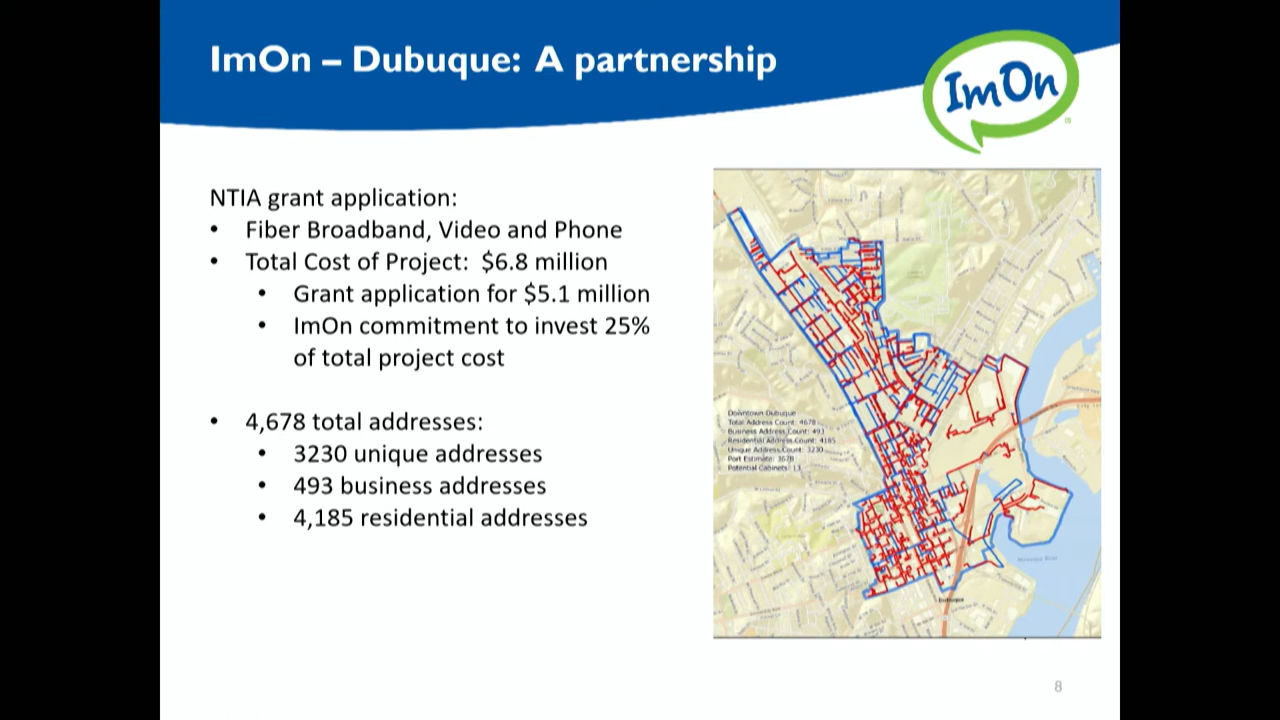 ImOn – Dubuque: A partnership
ImOn
NTIA grant application:
• Fiber Broadband, Video and Phone
• Total Cost of Project: $6.8 million
• Grant application for $5.1 million
• ImOn commitment to invest 25%
of total project cost
• 4,678 total addresses:
• 3230 unique addresses
• 493 business addresses
• 4,185 residential addresses
Downtown Dubuque
Total Address Count: 4678
Business Address Count: 493
Residential Address Count: 4185
Unique Address Count: 3230
Port Estimate: 3678
Potential Cabinets: 13
Dubuque
8